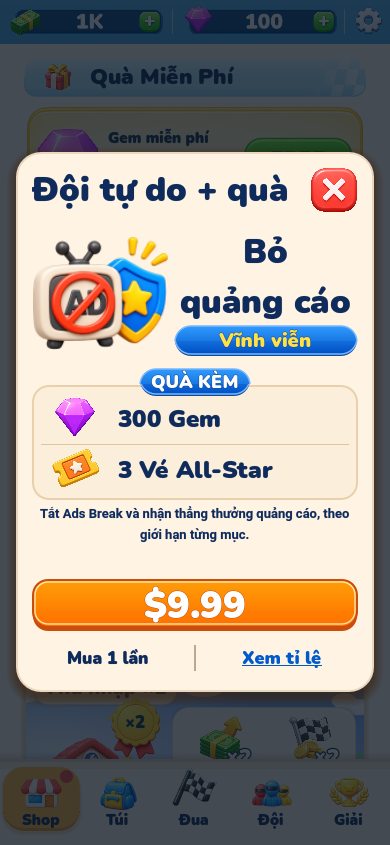 1K
100
Quà Miễn Phí
Gem miễn phí
Đội tự do + quà
AD
Bỏ
quảng cáo
Vĩnh viễn
QUÀ KÈM
300 Gem
3 Vé All-Star
Tắt Ads Break và nhận thẳng thưởng quảng cáo, theo
giới hạn từng mục.
$9.99
Mua 1 lần
Xem tỉ lệ
×2
Shop
Túi
Đua
Đội
Giải